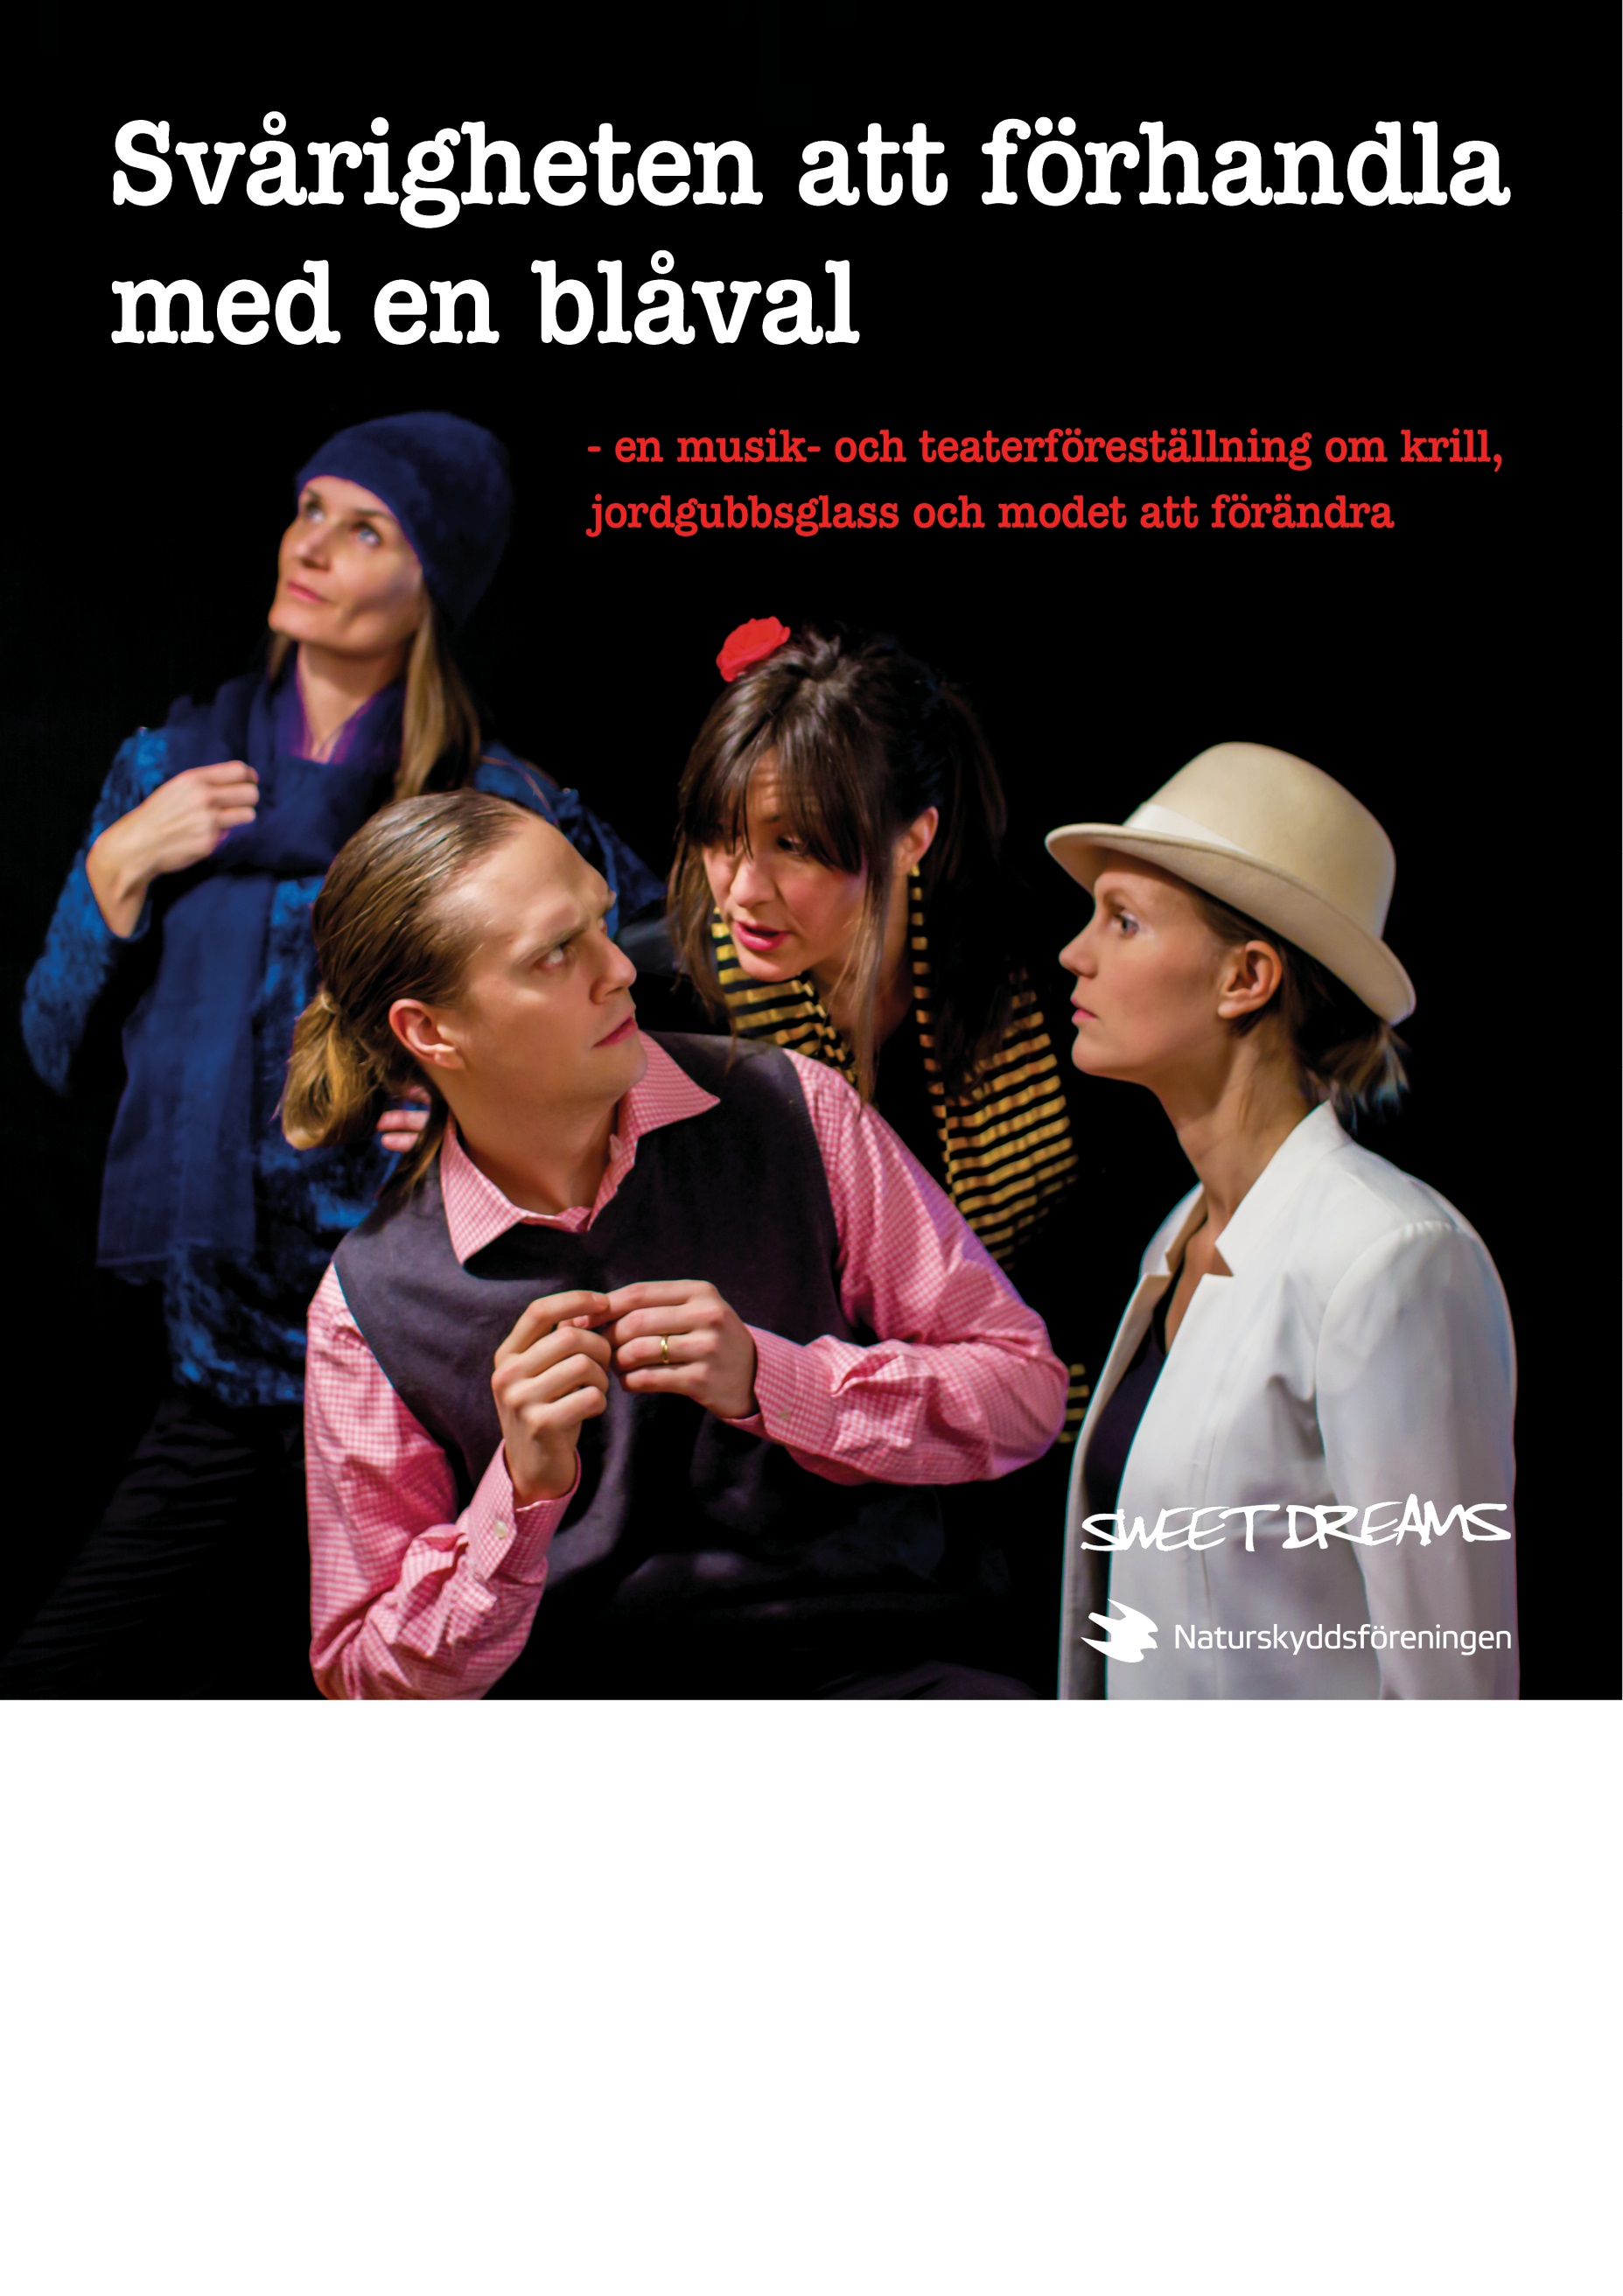 Svårigheten att förhandla
med en blåval
- en musik- och teaterföreställning om krill,
jordgubbsglass och modet att förändra
SWEET DREAMS
Naturskyddsföreningen